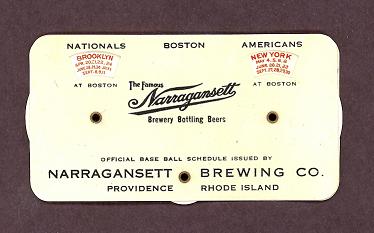 NATIONALS BOSTON AMERICANS
BROOKLYN
NEW YORK
AT BOSTON
AT BOSTON
The Famous
Narragansett
Brewery Bottling Beers
OFFICIAL BASE BALL SCHEDULE ISSUED BY
NARRAGANSETT BREWING CO.
PROVIDENCE RHODE ISLAND